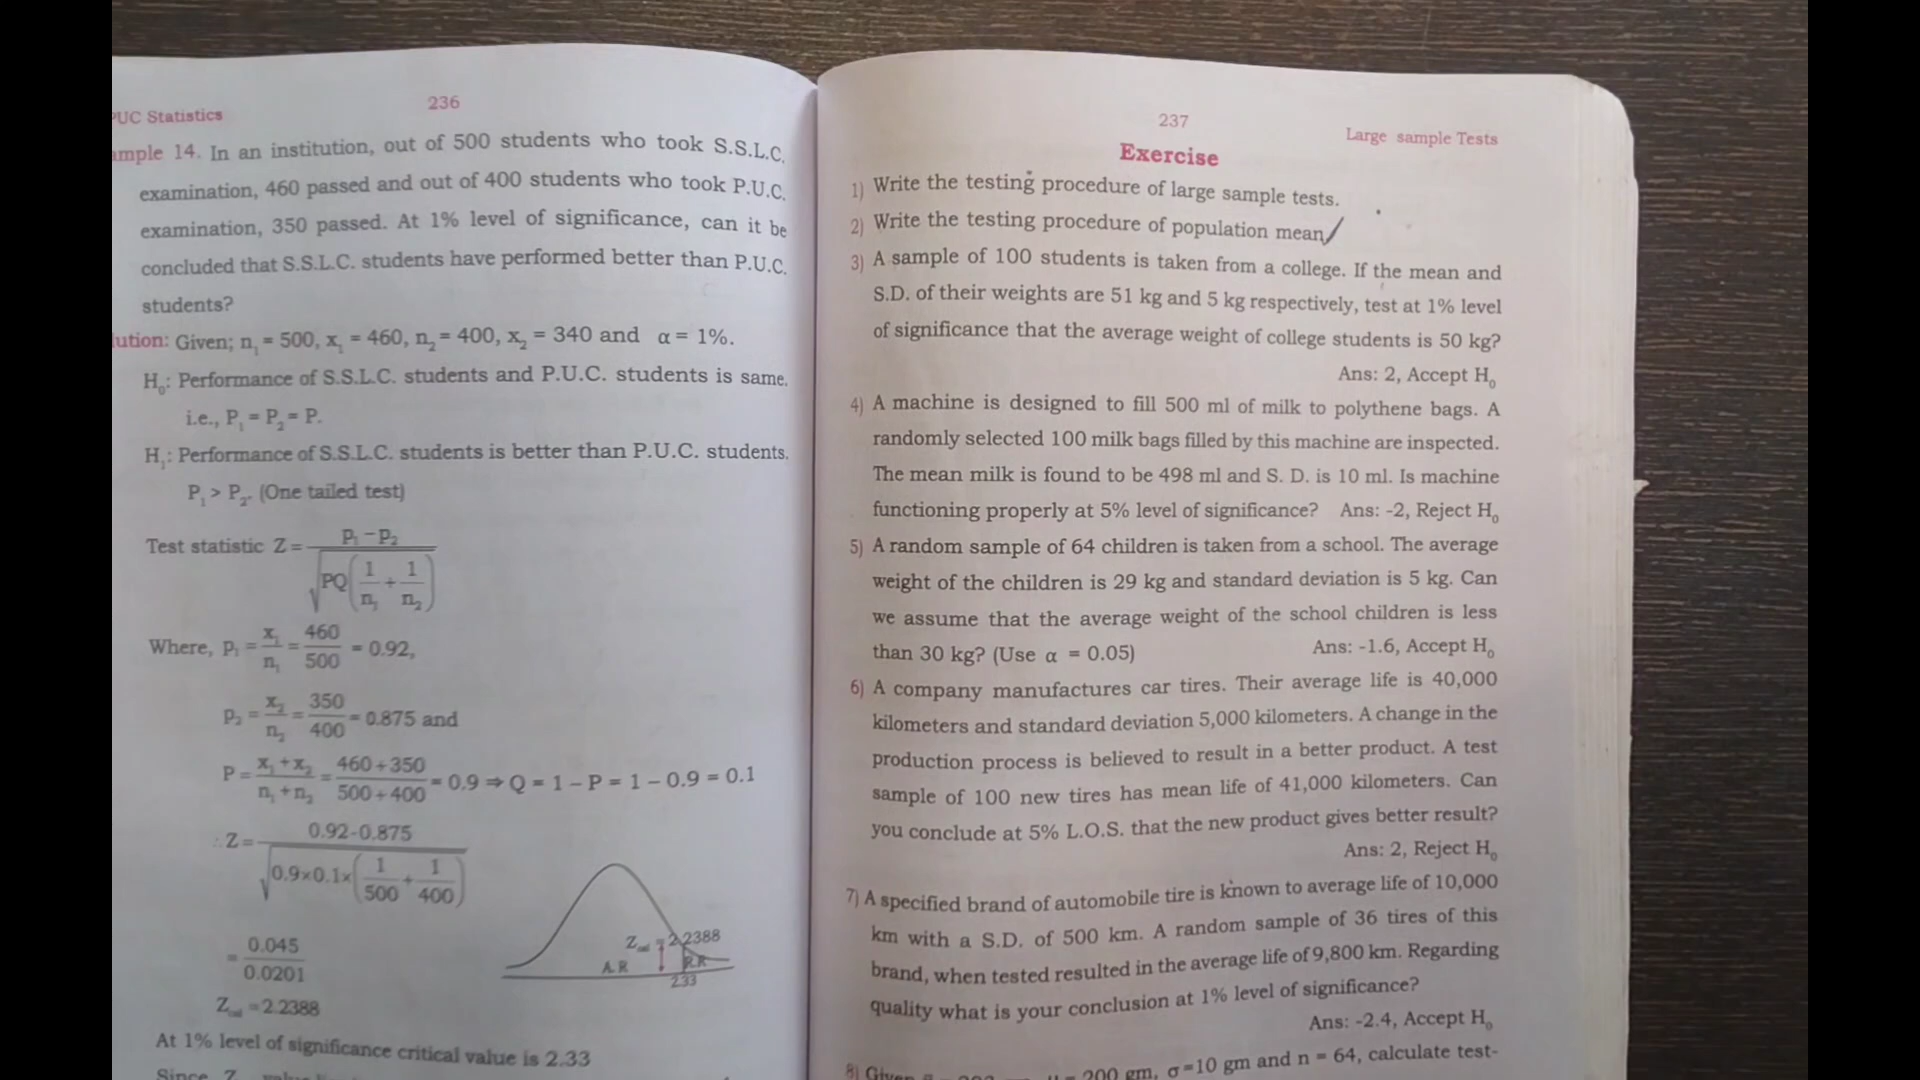 PUC Statistics
236
ample 14. In an institution, out of 500 students who took S.S.L.C.
examination, 460 passed and out of 400 students who took P.U.C.
examination, 350 passed. At 1% level of significance, can it be
concluded that S.S.L.C. students have performed better than P.U.C.
students?
lution: Given; n₁ = 500, x₁ = 460, n₂ = 400, x₂ = 340 and α = 1%.
H₀: Performance of S.S.L.C. students and P.U.C. students is same.
i.e., P₁ = P₂ = P.
H₁: Performance of S.S.L.C. students is better than P.U.C. students.
P₁ > P₂. (One tailed test)
Test statistic Z = (p₁ - p₂) / √(PQ(1/n₁ + 1/n₂))
Where, p₁ = x₁/n₁ = 460/500 = 0.92,
p₂ = x₂/n₂ = 350/400 = 0.875 and
P = (x₁ + x₂)/(n₁ + n₂) = (460+350)/(500+400) = 0.9 ⇒ Q = 1 – P = 1 – 0.9 = 0.1
∴ Z = (0.92-0.875) / √(0.9×0.1×(1/500 + 1/400))
= 0.045/0.0201
Z_cal = 2.2388
Z_cal = 2.2388
A.R
R.R
2.33
At 1% level of significance critical value is 2.33
Since Z
237
Large sample Tests
Exercise
1) Write the testing procedure of large sample tests.
2) Write the testing procedure of population mean
3) A sample of 100 students is taken from a college. If the mean and
S.D. of their weights are 51 kg and 5 kg respectively, test at 1% level
of significance that the average weight of college students is 50 kg?
Ans: 2, Accept H₀
4) A machine is designed to fill 500 ml of milk to polythene bags. A
randomly selected 100 milk bags filled by this machine are inspected.
The mean milk is found to be 498 ml and S. D. is 10 ml. Is machine
functioning properly at 5% level of significance? Ans: -2, Reject H₀
5) A random sample of 64 children is taken from a school. The average
weight of the children is 29 kg and standard deviation is 5 kg. Can
we assume that the average weight of the school children is less
than 30 kg? (Use α = 0.05) Ans: -1.6, Accept H₀
6) A company manufactures car tires. Their average life is 40,000
kilometers and standard deviation 5,000 kilometers. A change in the
production process is believed to result in a better product. A test
sample of 100 new tires has mean life of 41,000 kilometers. Can
you conclude at 5% L.O.S. that the new product gives better result?
Ans: 2, Reject H₀
7) A specified brand of automobile tire is known to average life of 10,000
km with a S.D. of 500 km. A random sample of 36 tires of this
brand, when tested resulted in the average life of 9,800 km. Regarding
quality what is your conclusion at 1% level of significance?
Ans: -2.4, Accept H₀
8) Given 200 gm, σ=10 gm and n = 64, calculate test-